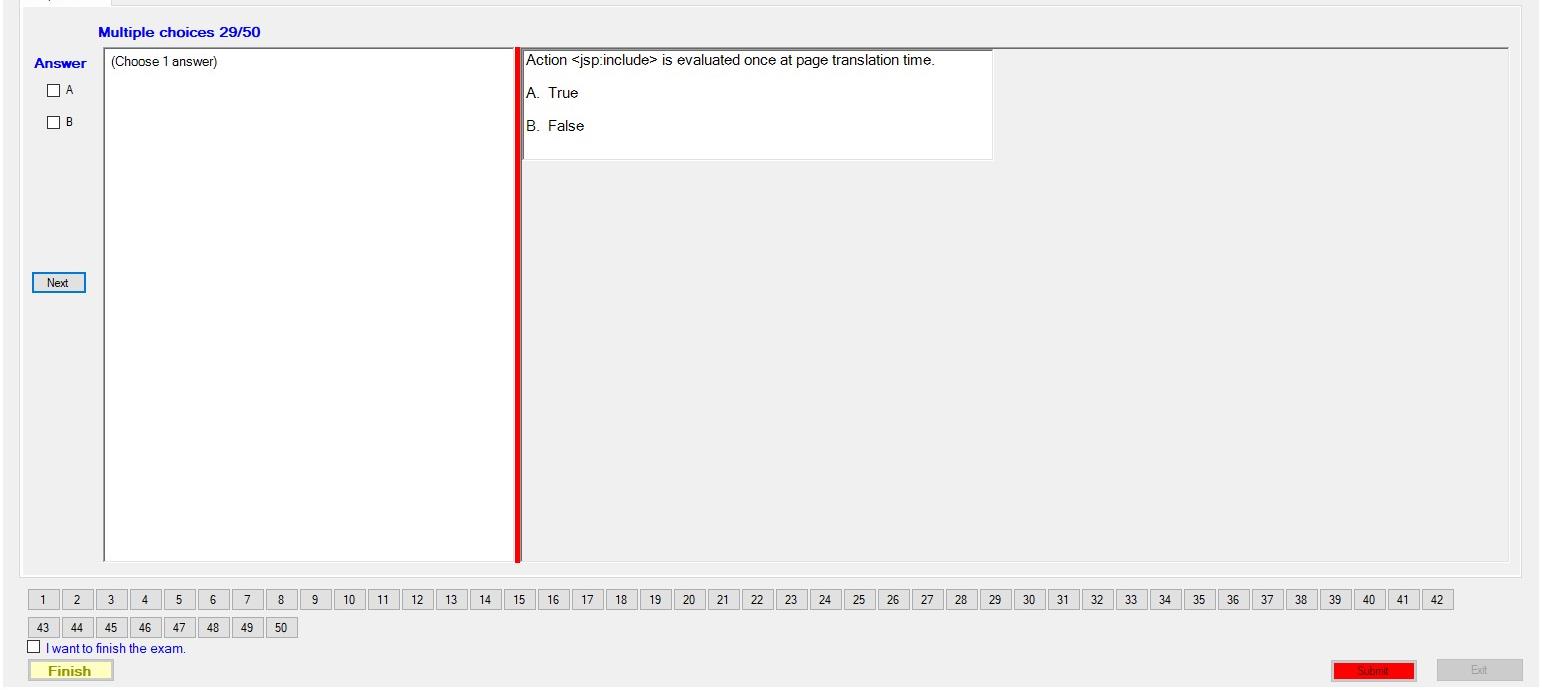 Multiple choices 29/50
Answer
A
B
Next
(Choose 1 answer)
Action <jsp:include> is evaluated once at page translation time.
A. True
B. False
1 2 3 4 5 6 7 8 9 10 11 12 13 14 15 16 17 18 19 20 21 22 23 24 25 26 27 28 29 30 31 32 33 34 35 36 37 38 39 40 41 42
43 44 45 46 47 48 49 50
I want to finish the exam.
Finish
Submit
Exit